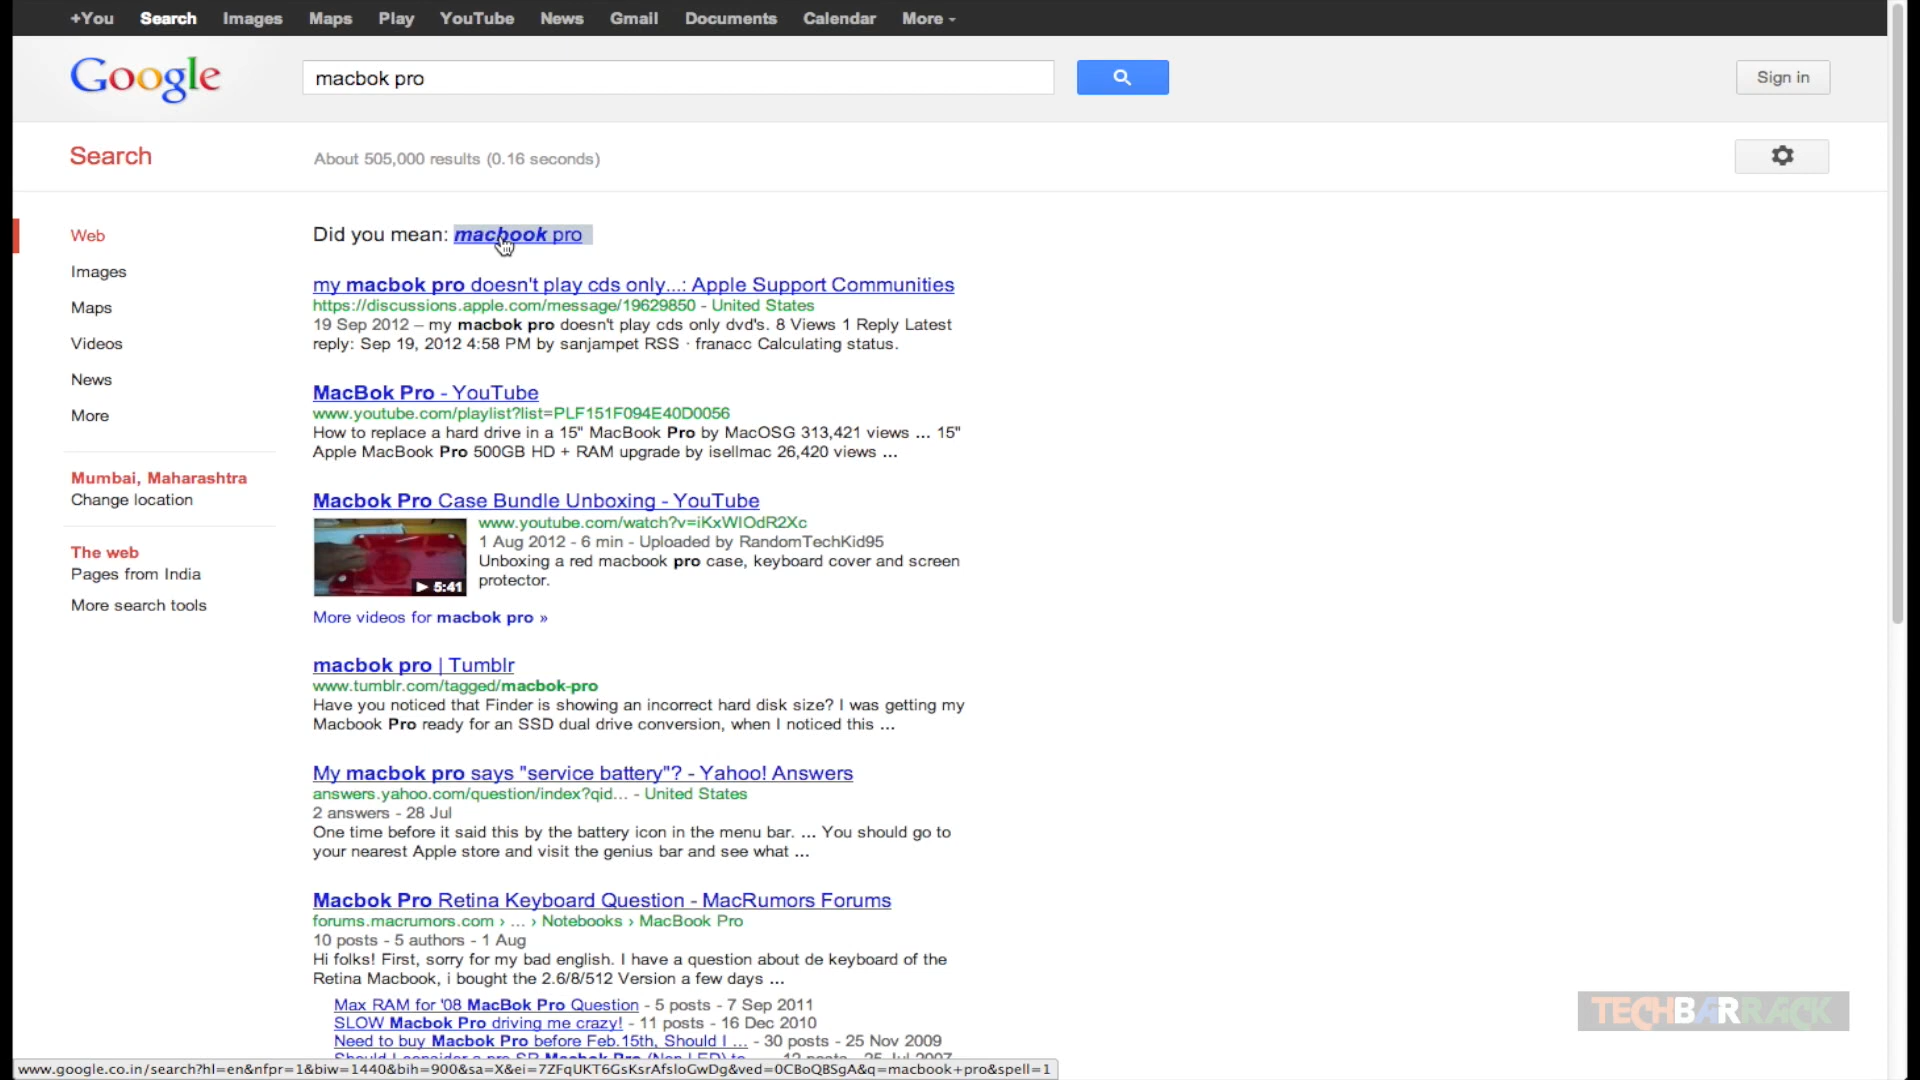 +You Search Images Maps Play YouTube News Gmail Documents Calendar More
Google macbok pro Sign in
Search About 505,000 results (0.16 seconds)
Web
Images
Maps
Videos
News
More
Mumbai, Maharashtra
Change location
The web
Pages from India
More search tools
Did you mean: macbook pro
my macbok pro doesn't play cds only...: Apple Support Communities
https://discussions.apple.com/message/19629850 - United States
19 Sep 2012 – my macbok pro doesn't play cds only dvd's. 8 Views 1 Reply Latest
reply: Sep 19, 2012 4:58 PM by sanjampet RSS · franacc Calculating status.
MacBok Pro - YouTube
www.youtube.com/playlist?list=PLF151F094E40D0056
How to replace a hard drive in a 15" MacBook Pro by MacOSG 313,421 views ... 15"
Apple MacBook Pro 500GB HD + RAM upgrade by isellmac 26,420 views ...
Macbok Pro Case Bundle Unboxing - YouTube
www.youtube.com/watch?v=iKxWIOdR2Xc
1 Aug 2012 - 6 min - Uploaded by RandomTechKid95
Unboxing a red macbook pro case, keyboard cover and screen
protector.
▶ 5:41
More videos for macbok pro »
macbok pro | Tumblr
www.tumblr.com/tagged/macbok-pro
Have you noticed that Finder is showing an incorrect hard disk size? I was getting my
Macbook Pro ready for an SSD dual drive conversion, when I noticed this ...
My macbok pro says "service battery"? - Yahoo! Answers
answers.yahoo.com/question/index?qid... - United States
2 answers - 28 Jul
One time before it said this by the battery icon in the menu bar. ... You should go to
your nearest Apple store and visit the genius bar and see what ...
Macbok Pro Retina Keyboard Question - MacRumors Forums
forums.macrumors.com › ... › Notebooks › MacBook Pro
10 posts - 5 authors - 1 Aug
Hi folks! First, sorry for my bad english. I have a question about de keyboard of the
Retina Macbook, i bought the 2.6/8/512 Version a few days ...
Max RAM for '08 MacBok Pro Question - 5 posts - 7 Sep 2011
SLOW Macbok Pro driving me crazy! - 11 posts - 16 Dec 2010
Need to buy Macbok Pro before Feb.15th, Should I ... - 30 posts - 25 Nov 2009
Should I consider a pre SR Macbok Pro (Non LED) to ... - 12 posts - 25 Jul 2007
TECHBARRACK
www.google.co.in/search?hl=en&nfpr=1&biw=1440&bih=900&sa=X&ei=7ZFqUKT6GsKsrAfsloGwDg&ved=0CBoQBSgA&q=macbook+pro&spell=1